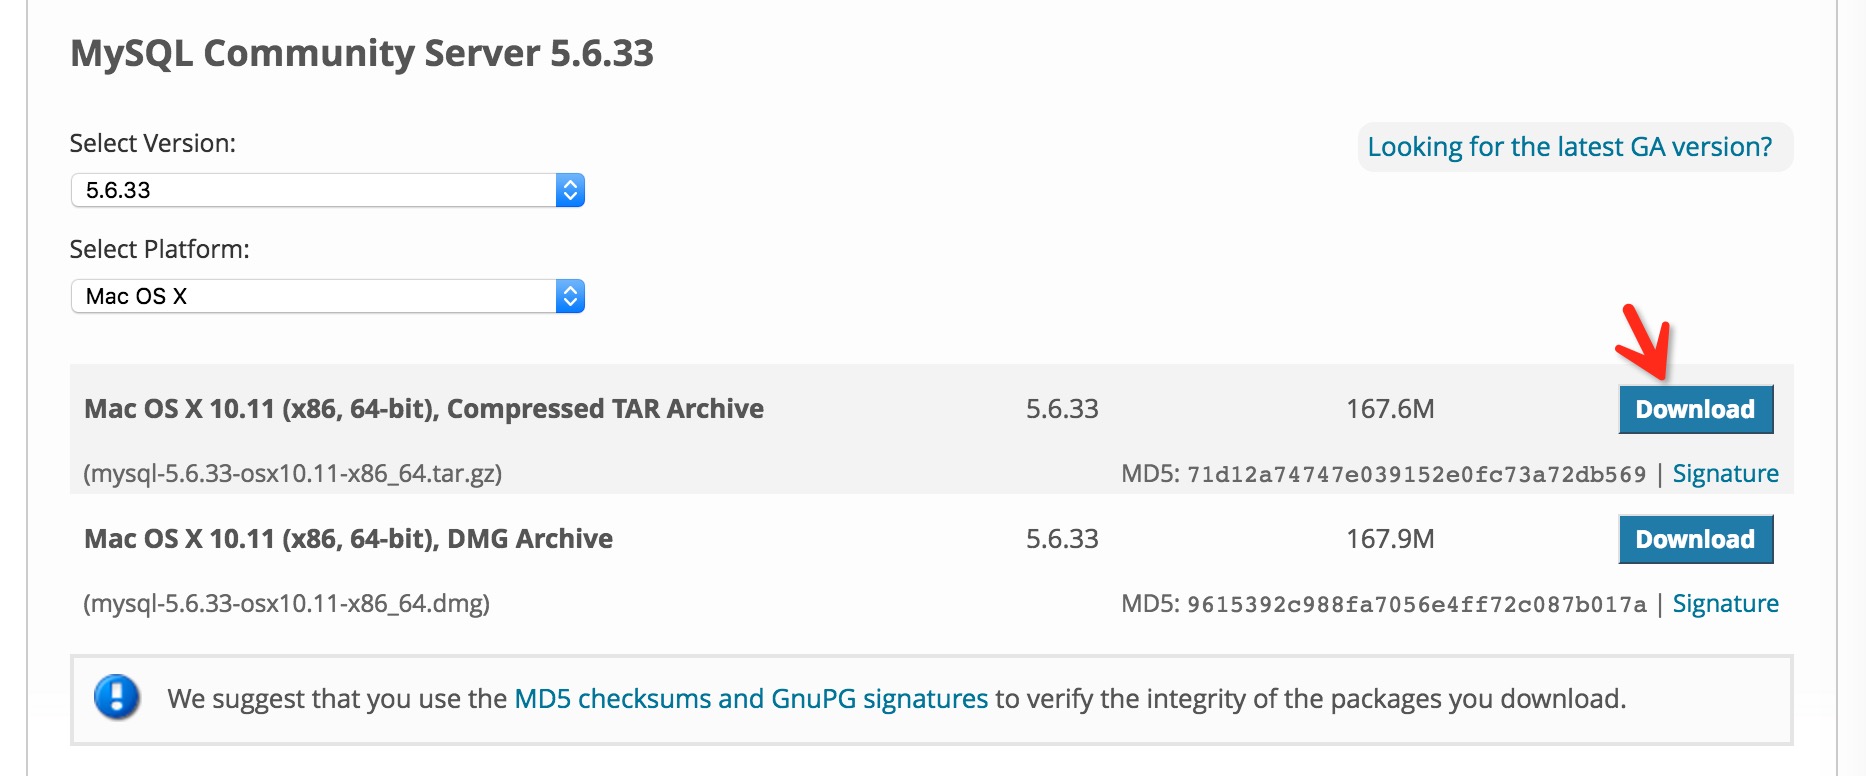 MySQL Community Server 5.6.33
Select Version:
Looking for the latest GA version?
5.6.33
Select Platform:
Mac OS X
Mac OS X 10.11 (x86, 64-bit), Compressed TAR Archive 5.6.33 167.6M Download
(mysql-5.6.33-osx10.11-x86_64.tar.gz) MD5: 71d12a74747e039152e0fc73a72db569 | Signature
Mac OS X 10.11 (x86, 64-bit), DMG Archive 5.6.33 167.9M Download
(mysql-5.6.33-osx10.11-x86_64.dmg) MD5: 9615392c988fa7056e4ff72c087b017a | Signature
We suggest that you use the MD5 checksums and GnuPG signatures to verify the integrity of the packages you download.